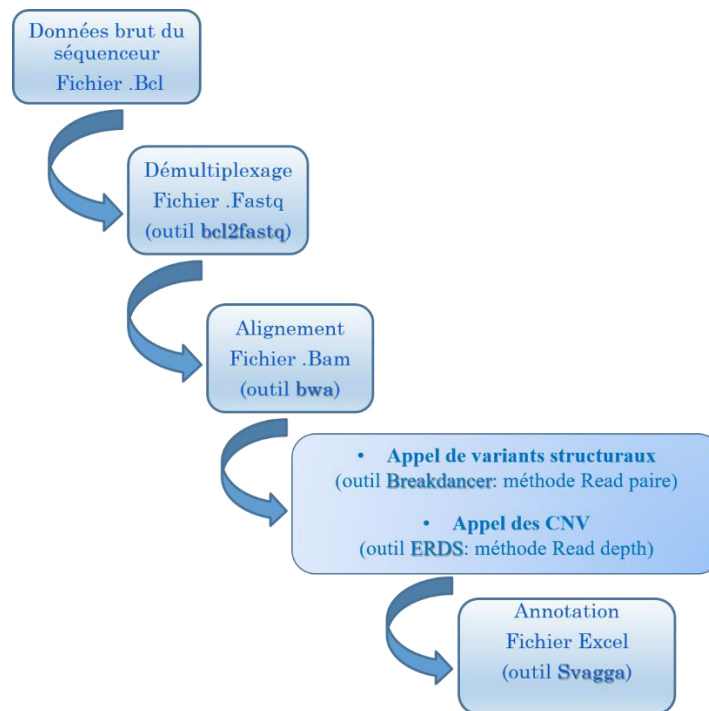 Données brut du
séquenceur
Fichier .Bcl
Démultiplexage
Fichier .Fastq
(outil bcl2fastq)
Alignement
Fichier .Bam
(outil bwa)
• Appel de variants structuraux
(outil Breakdancer: méthode Read paire)
• Appel des CNV
(outil ERDS: méthode Read depth)
Annotation
Fichier Excel
(outil Svagga)